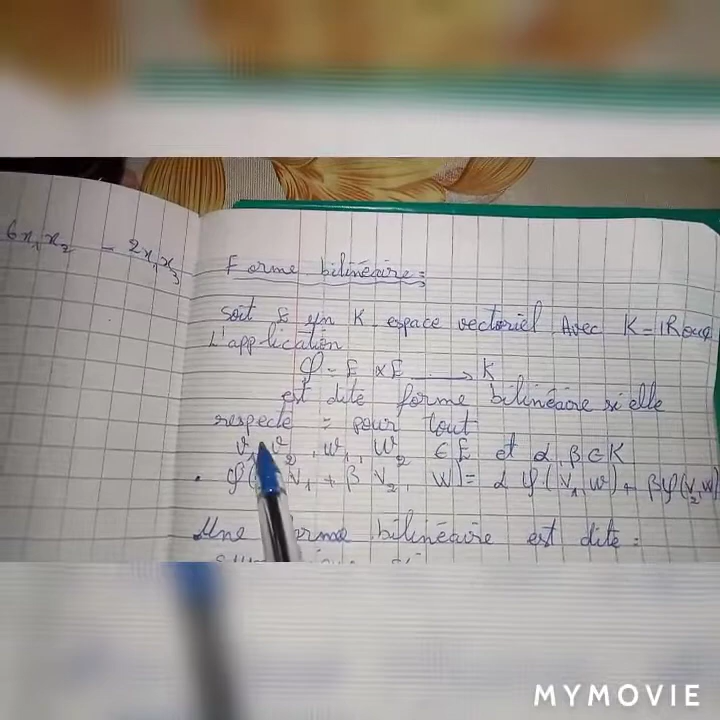 6x₁x₂ - 2x₁x₃
Forme bilinéaire :
soit E un K espace vectoriel Avec K = IR ou C
L'application
φ = E x E → K
est dite forme bilinéaire si elle
respecte = pour tout
v₁, v₂, w₁, w₂ ∈ E et α, β ∈ K
φ( V₁ + β V₂, W) = α φ(V₁, w) + βφ(V₂, w)
Une forme bilinéaire est dite :
MYMOVIE